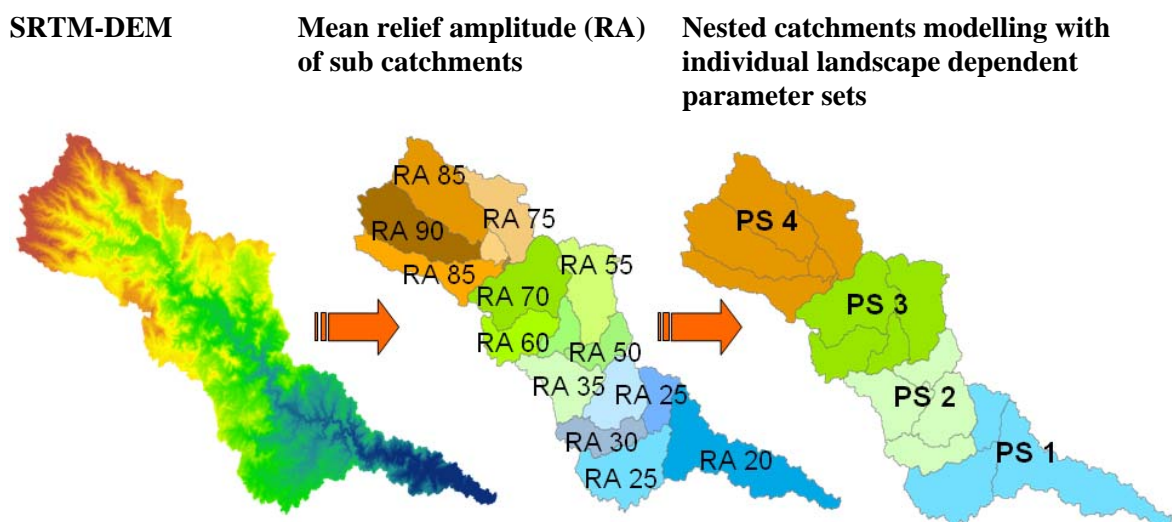 SRTM-DEM
Mean relief amplitude (RA)
of sub catchments
Nested catchments modelling with
individual landscape dependent
parameter sets
RA 85
RA 75
RA 90
RA 85
RA 55
RA 70
RA 60
RA 50
RA 35
RA 25
RA 30
RA 25
RA 20
PS 4
PS 3
PS 2
PS 1